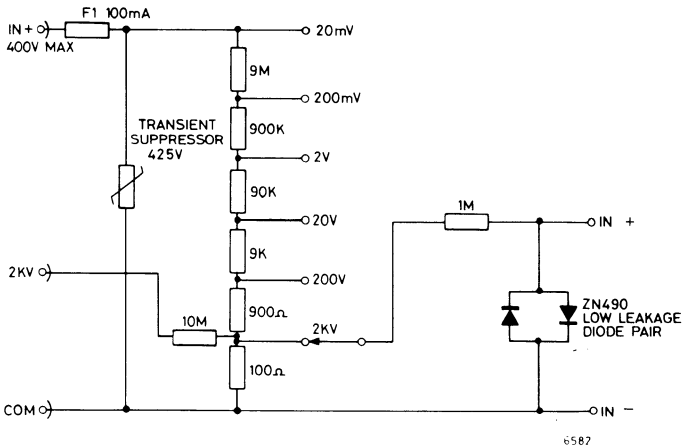 F1 100mA
IN+
400V MAX
20mV
9M
200mV
TRANSIENT
SUPPRESSOR
425V
900K
2V
90K
20V
1M
IN +
9K
2KV
200V
900Ω
ZN490
LOW LEAKAGE
DIODE PAIR
10M
2KV
100Ω
COM
IN -
6587